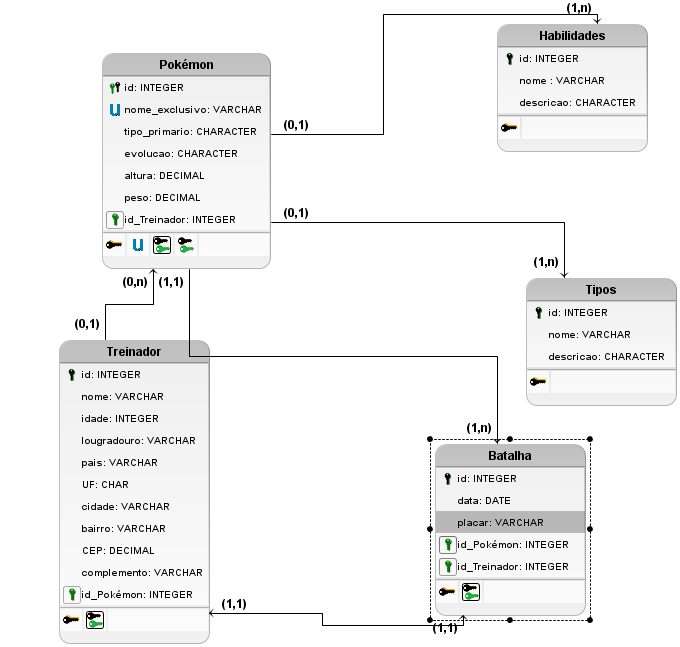 (1,n)
Habilidades
id: INTEGER
nome : VARCHAR
descricao: CHARACTER
Pokémon
id: INTEGER
u nome_exclusivo: VARCHAR
tipo_primario: CHARACTER
evolucao: CHARACTER
altura: DECIMAL
peso: DECIMAL
id_Treinador: INTEGER
u
(0,1)
(0,1)
(1,n)
Tipos
id: INTEGER
nome: VARCHAR
descricao: CHARACTER
(0,n)
(1,1)
(0,1)
Treinador
id: INTEGER
nome: VARCHAR
idade: INTEGER
lougradouro: VARCHAR
pais: VARCHAR
UF: CHAR
cidade: VARCHAR
bairro: VARCHAR
CEP: DECIMAL
complemento: VARCHAR
id_Pokémon: INTEGER
(1,n)
Batalha
id: INTEGER
data: DATE
placar: VARCHAR
id_Pokémon: INTEGER
id_Treinador: INTEGER
(1,1)
(1,1)